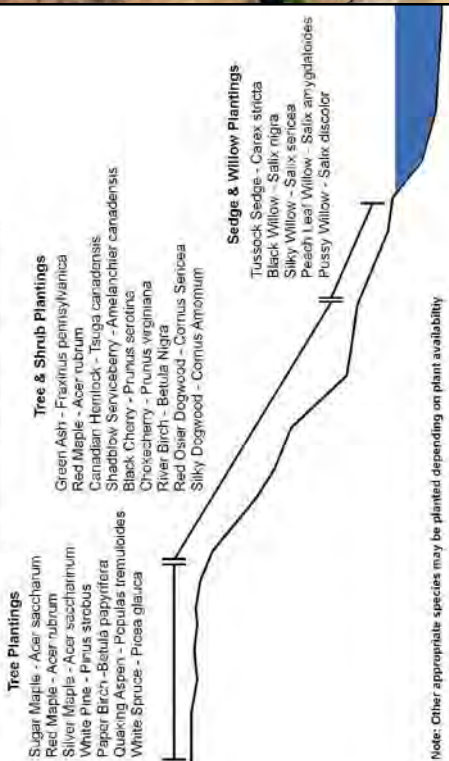 Tree Plantings
Sugar Maple - Acer saccharum
Red Maple - Acer rubrum
Silver Maple - Acer saccharinum
White Pine - Pinus strobus
Paper Birch -Betula papyrifera
Quaking Aspen - Populas tremuloides
White Spruce - Picea glauca
Tree & Shrub Plantings
Green Ash - Fraxinus pennsylvanica
Red Maple - Acer rubrum
Canadian Hemlock - Tsuga canadensis
Shadblow Serviceberry - Amelanchier canadensis
Black Cherry - Prunus serotina
Chokecherry - Prunus virginiana
River Birch - Betula Nigra
Red Osier Dogwood - Cornus Sericea
Silky Dogwood - Cornus Amomum
Sedge & Willow Plantings
Tussock Sedge - Carex stricta
Black Willow - Salix nigra
Silky Willow - Salix sericea
Peach Leaf Willow - Salix amygdaloides
Pussy Willow - Salix discolor
Note: Other appropriate species may be planted depending on plant availability